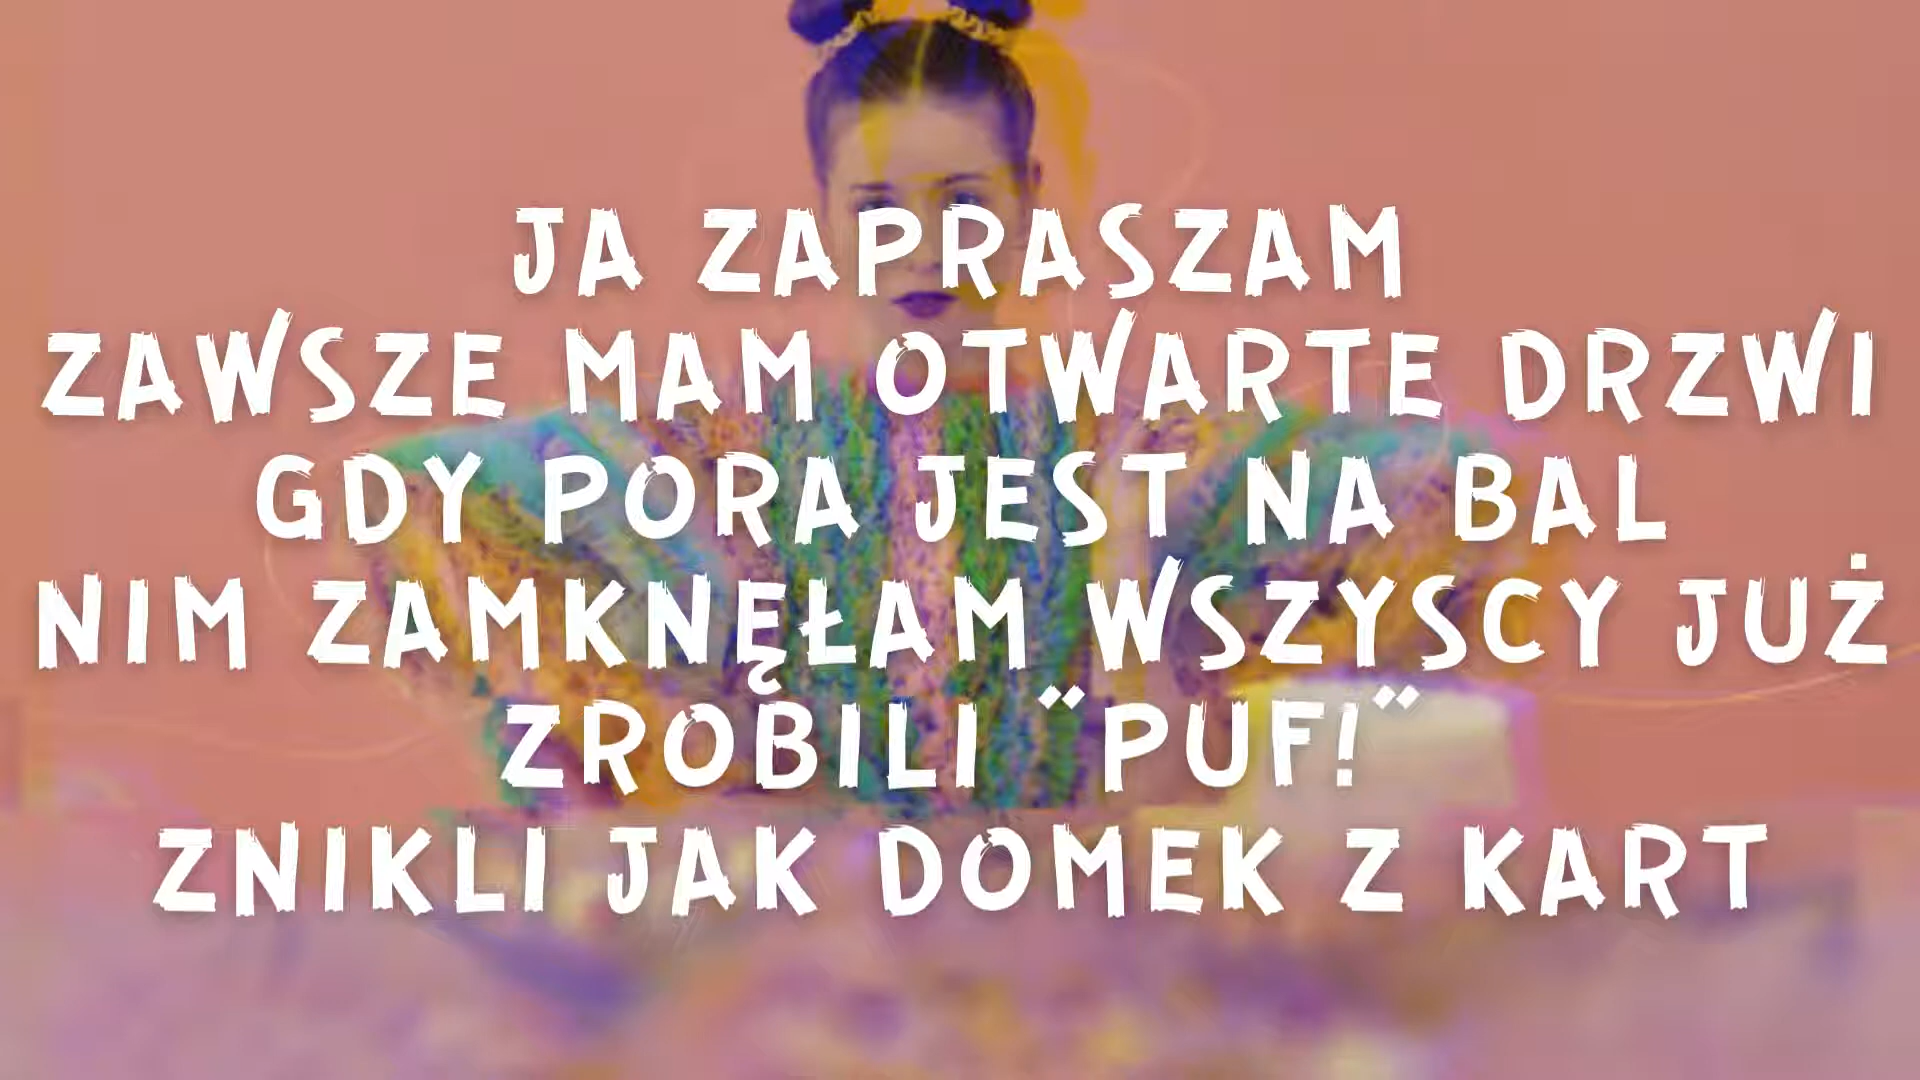 JA ZAPRASZAM
ZAWSZE MAM OTWARTE DRZWI
GDY PORA JEST NA BAL
NIM ZAMKNĘŁAM WSZYSCY JUŻ
ZROBILI "PUF!"
ZNIKLI JAK DOMEK Z KART